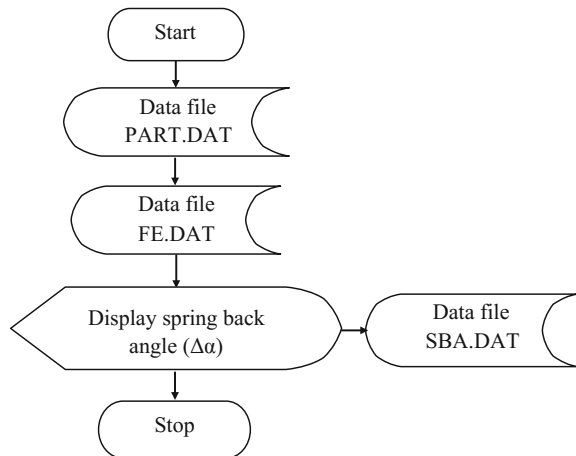 Start
Data file
PART.DAT
Data file
FE.DAT
Display spring back
angle (Δα)
Data file
SBA.DAT
Stop